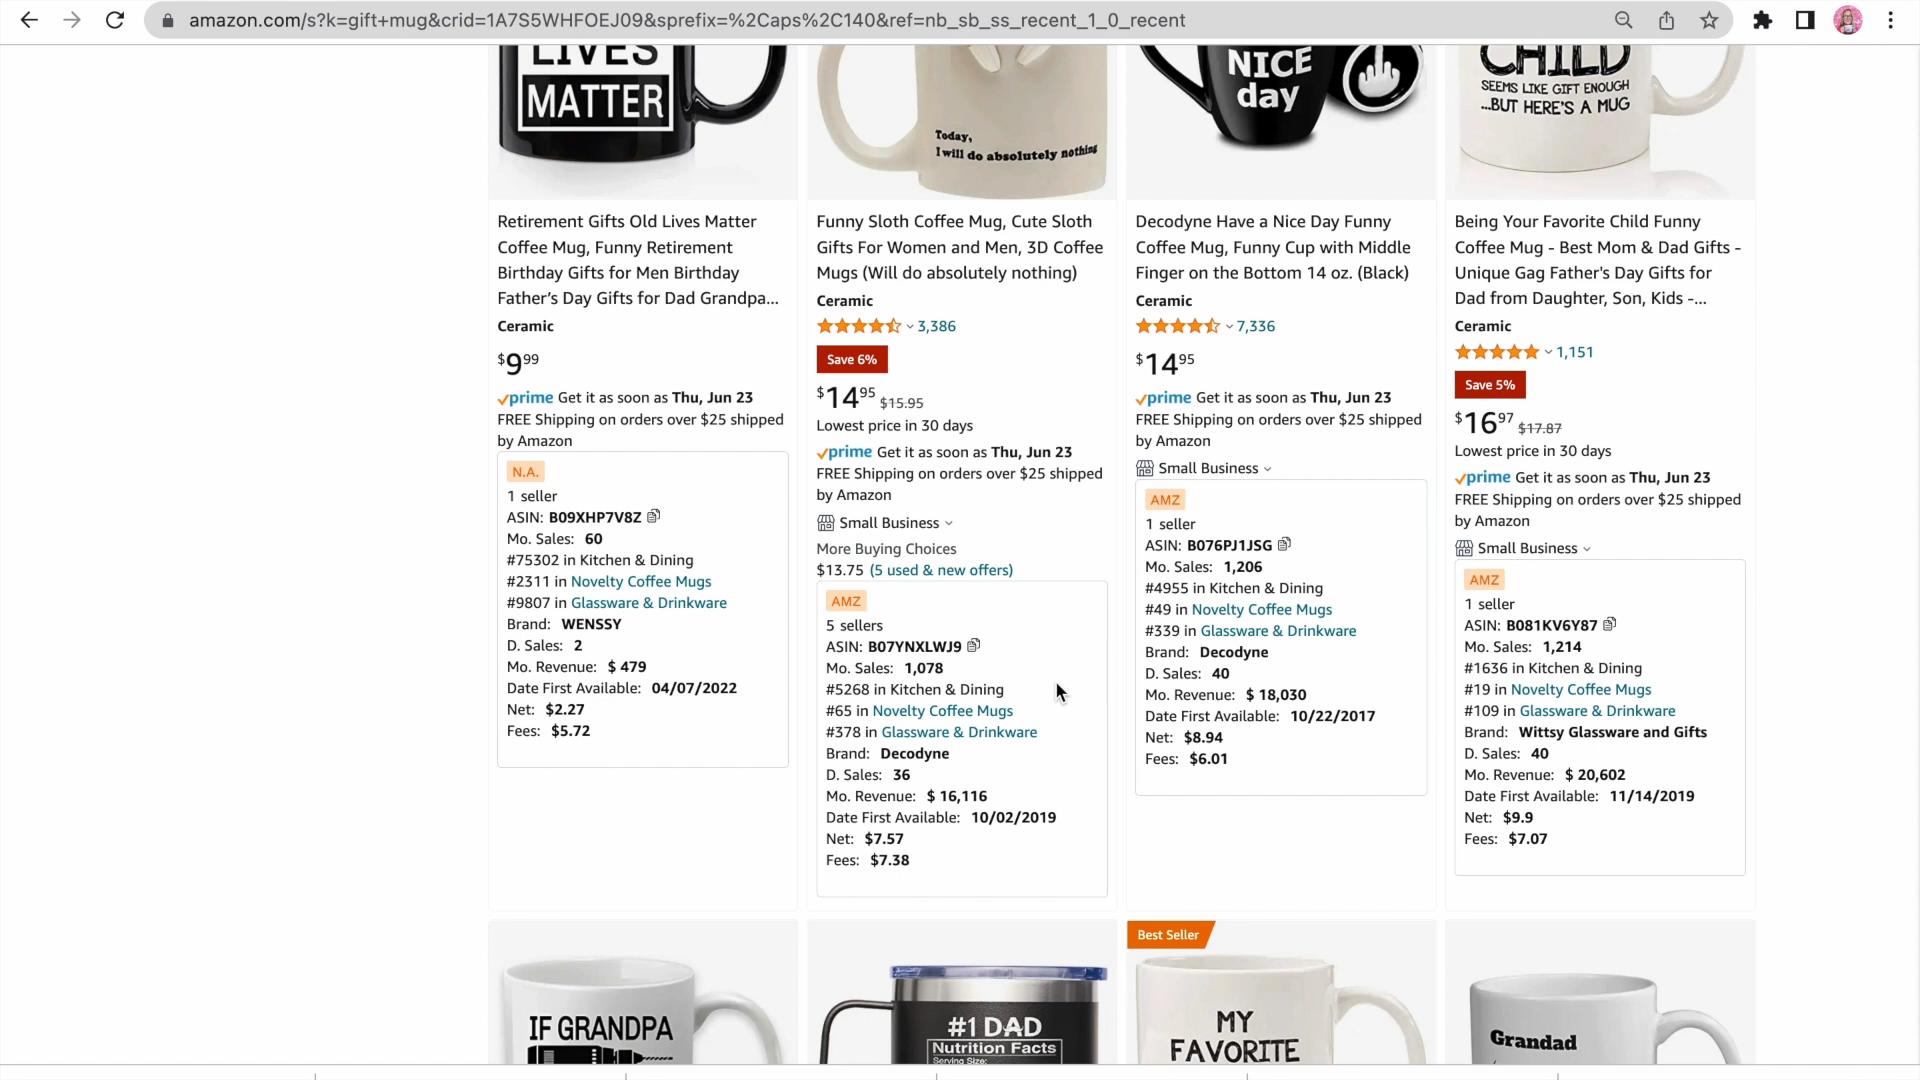 amazon.com/s?k=gift+mug&crid=1A7S5WHFOEJ09&sprefix=%2Caps%2C140&ref=nb_sb_ss_recent_1_0_recent
LIVES
MATTER
Today,
I will do absolutely nothing
NICE
day
CHILD
SEEMS LIKE GIFT ENOUGH
...BUT HERE'S A MUG
Retirement Gifts Old Lives Matter
Coffee Mug, Funny Retirement
Birthday Gifts for Men Birthday
Father's Day Gifts for Dad Grandpa...
Ceramic
$9.99
prime Get it as soon as Thu, Jun 23
FREE Shipping on orders over $25 shipped
by Amazon
N.A.
1 seller
ASIN: B09XHP7V8Z
Mo. Sales: 60
#75302 in Kitchen & Dining
#2311 in Novelty Coffee Mugs
#9807 in Glassware & Drinkware
Brand: WENSSY
D. Sales: 2
Mo. Revenue: $ 479
Date First Available: 04/07/2022
Net: $2.27
Fees: $5.72
Funny Sloth Coffee Mug, Cute Sloth
Gifts For Women and Men, 3D Coffee
Mugs (Will do absolutely nothing)
Ceramic
3,386
Save 6%
$14.95 $15.95
Lowest price in 30 days
prime Get it as soon as Thu, Jun 23
FREE Shipping on orders over $25 shipped
by Amazon
Small Business
More Buying Choices
$13.75 (5 used & new offers)
AMZ
5 sellers
ASIN: B07YNXLWJ9
Mo. Sales: 1,078
#5268 in Kitchen & Dining
#65 in Novelty Coffee Mugs
#378 in Glassware & Drinkware
Brand: Decodyne
D. Sales: 36
Mo. Revenue: $ 16,116
Date First Available: 10/02/2019
Net: $7.57
Fees: $7.38
Decodyne Have a Nice Day Funny
Coffee Mug, Funny Cup with Middle
Finger on the Bottom 14 oz. (Black)
Ceramic
7,336
$14.95
prime Get it as soon as Thu, Jun 23
FREE Shipping on orders over $25 shipped
by Amazon
Small Business
AMZ
1 seller
ASIN: B076PJ1JSG
Mo. Sales: 1,206
#4955 in Kitchen & Dining
#49 in Novelty Coffee Mugs
#339 in Glassware & Drinkware
Brand: Decodyne
D. Sales: 40
Mo. Revenue: $ 18,030
Date First Available: 10/22/2017
Net: $8.94
Fees: $6.01
Being Your Favorite Child Funny
Coffee Mug - Best Mom & Dad Gifts -
Unique Gag Father's Day Gifts for
Dad from Daughter, Son, Kids -...
Ceramic
1,151
Save 5%
$16.97 $17.87
Lowest price in 30 days
prime Get it as soon as Thu, Jun 23
FREE Shipping on orders over $25 shipped
by Amazon
Small Business
AMZ
1 seller
ASIN: B081KV6Y87
Mo. Sales: 1,214
#1636 in Kitchen & Dining
#19 in Novelty Coffee Mugs
#109 in Glassware & Drinkware
Brand: Wittsy Glassware and Gifts
D. Sales: 40
Mo. Revenue: $ 20,602
Date First Available: 11/14/2019
Net: $9.9
Fees: $7.07
IF GRANDPA
#1 DAD
Nutrition Facts
Serving Size:
Best Seller
MY
FAVORITE
Grandad